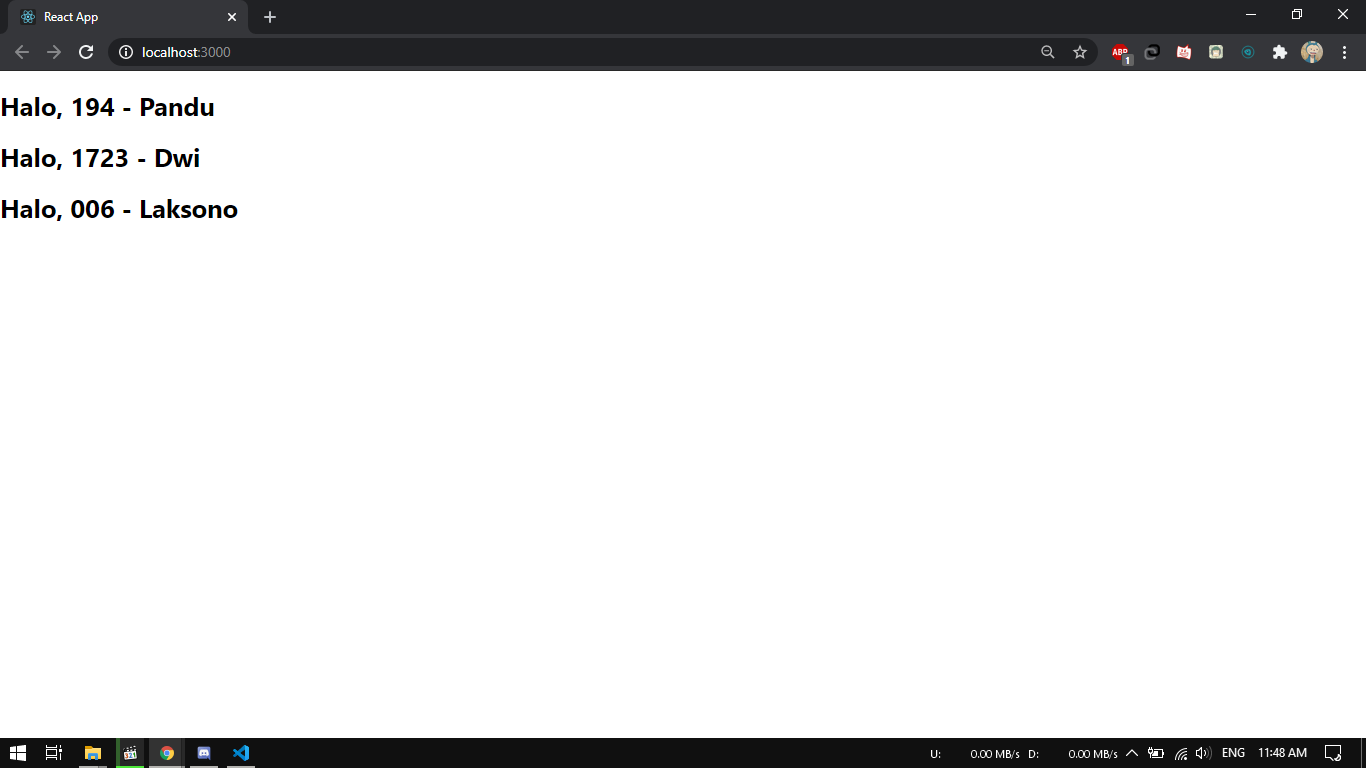 React App
localhost:3000
ABP
1
Halo, 194 - Pandu
Halo, 1723 - Dwi
Halo, 006 - Laksono
U: 0.00 MB/s D: 0.00 MB/s ENG 11:48 AM